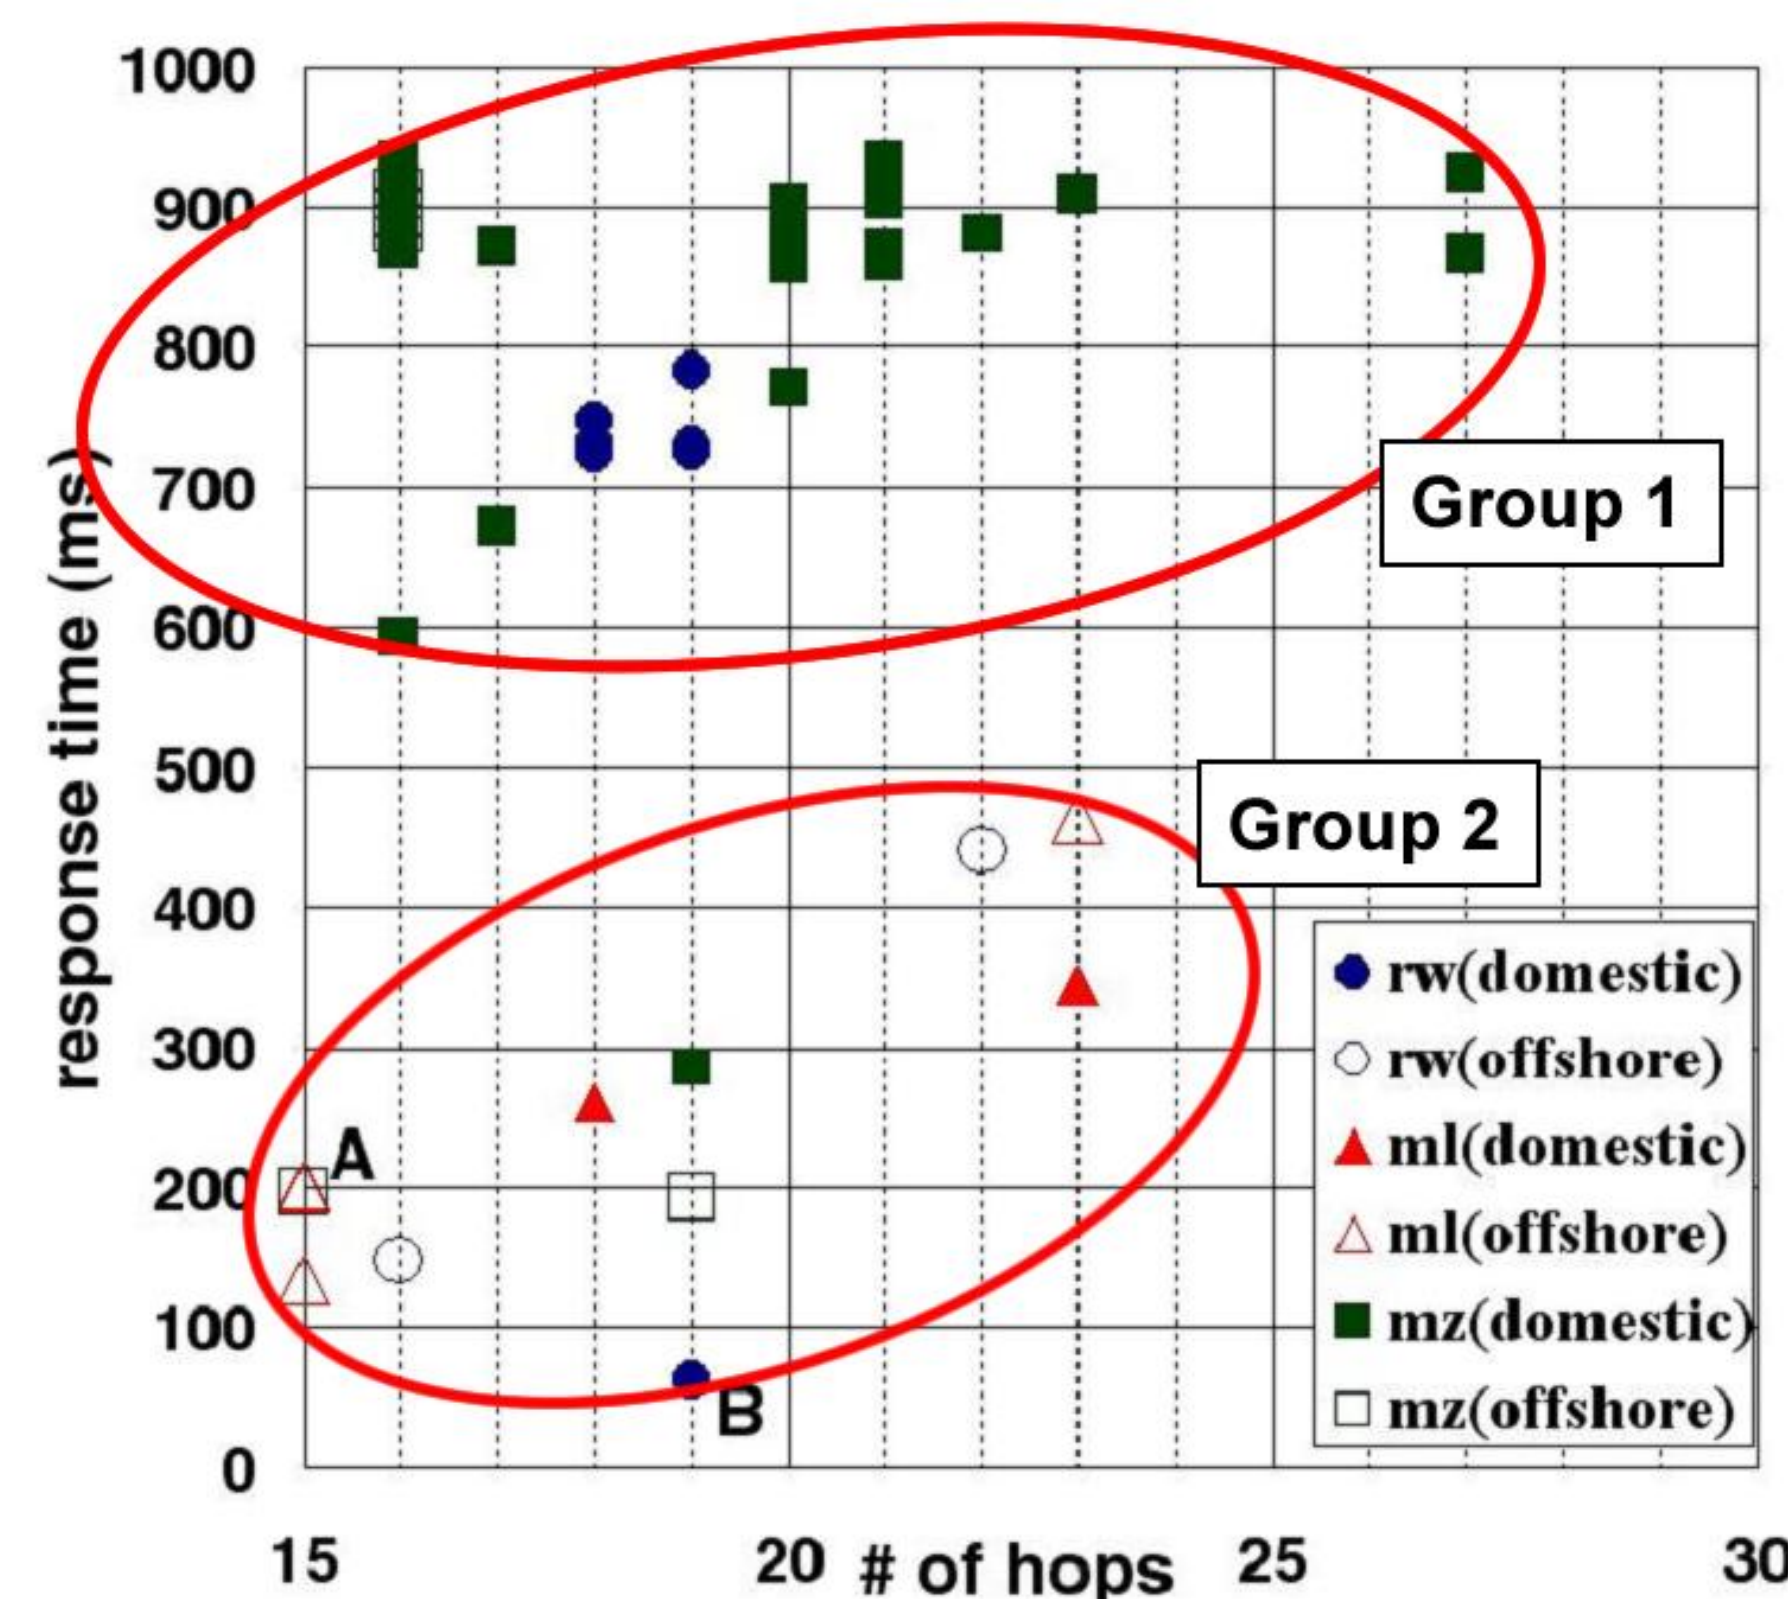 1000
900
800
700
600
500
400
300
200
100
0
response time (ms)
Group 1
Group 2
A
B
rw(domestic)
rw(offshore)
ml(domestic)
ml(offshore)
mz(domestic)
mz(offshore)
15
20
# of hops
25
30